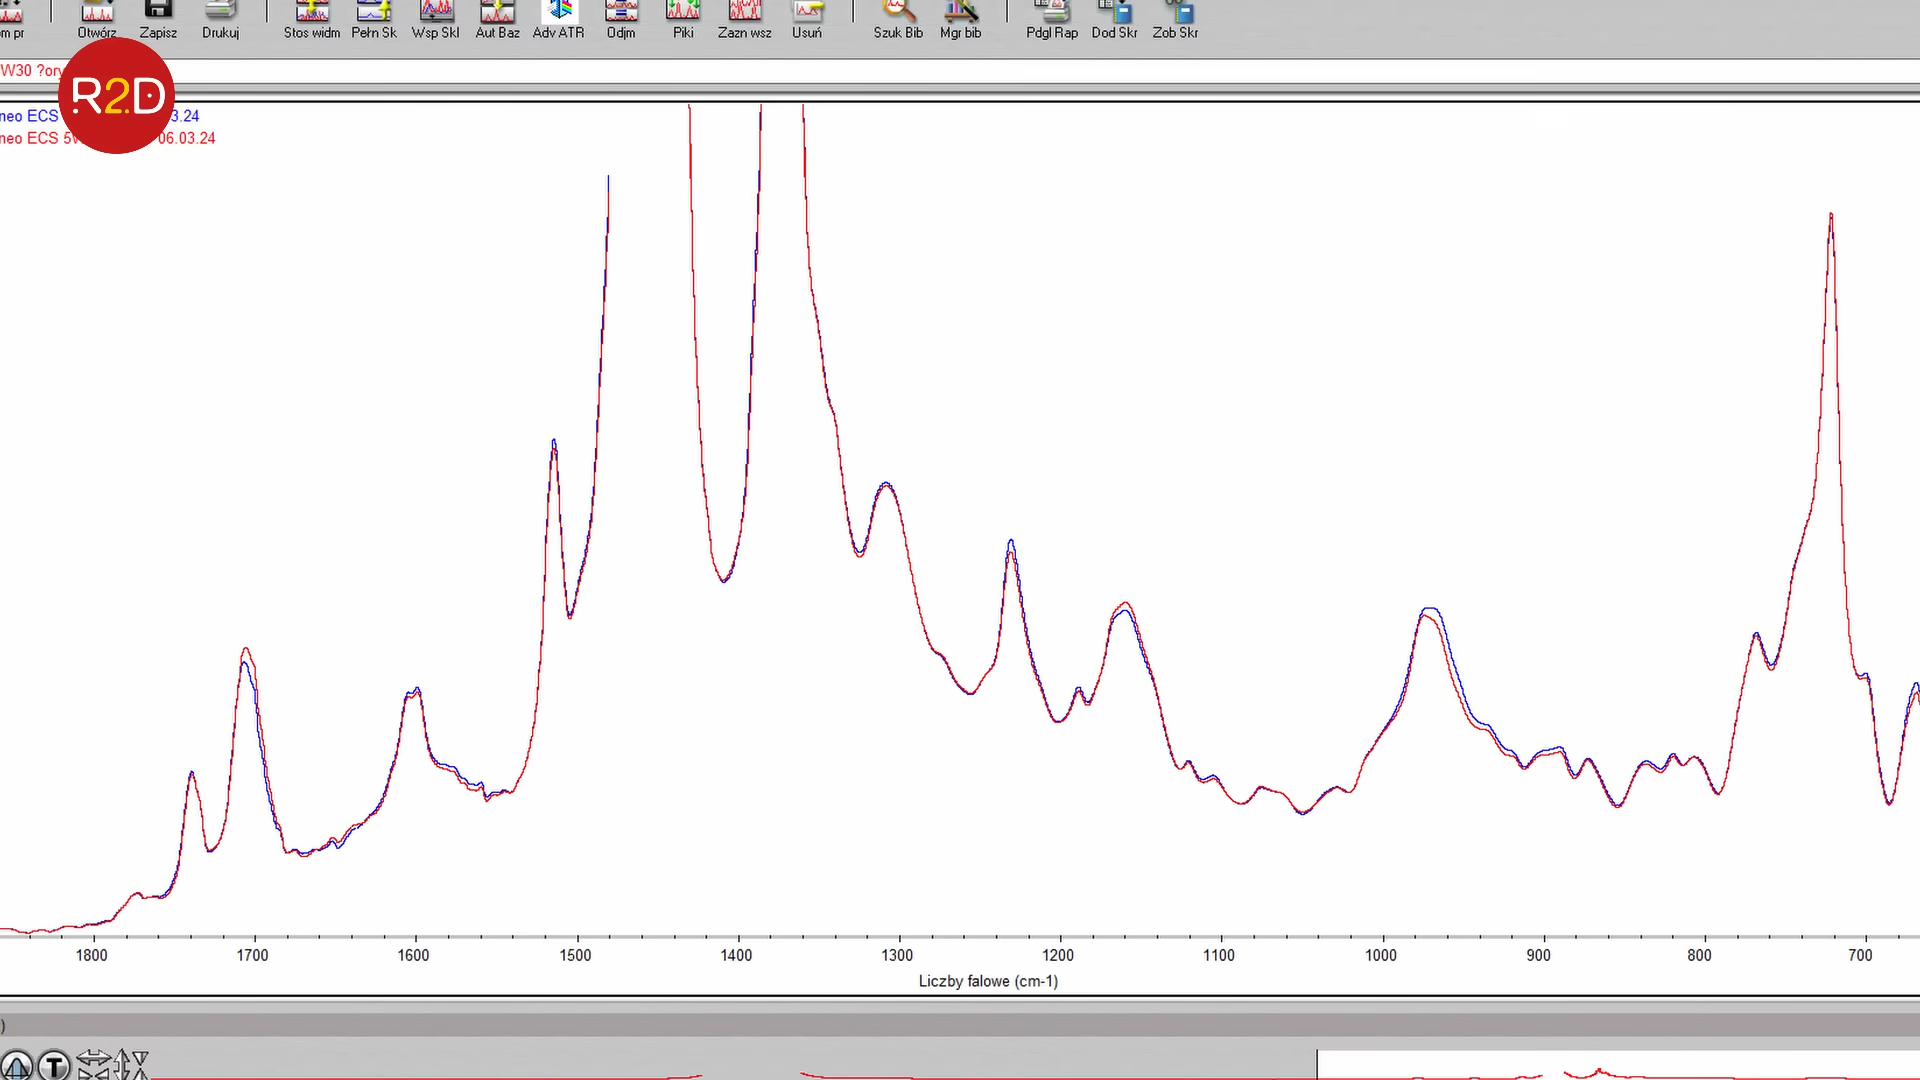 m pr Otwórz Zapisz Drukuj Stos widm Pełn Sk Wsp Skl Aut Baz Adv ATR Odjm Piki Zazn wsz Usuń Szuk Bib Mgr bib Pdgl Rap Dod Skr Zob Skr
W30 ?ory
R2D
neo ECS 3.24
neo ECS 5W 06.03.24
1800 1700 1600 1500 1400 1300 1200 1100 1000 900 800 700
Liczby falowe (cm-1)
)
T